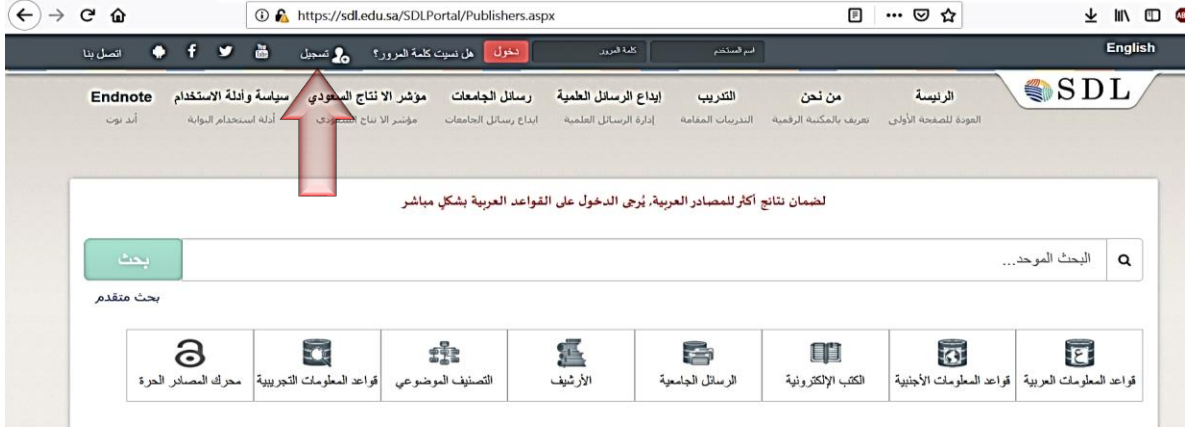 https://sdl.edu.sa/SDLPortal/Publishers.aspx
English
اسم المستخدم
كلمة المرور
دخول
هل نسيت كلمة المرور؟
تسجيل
اتصل بنا
SDL
الرئيسة
من نحن
التدريب
إيداع الرسائل العلمية
رسائل الجامعات
مؤشر الا نتاج السعودي
سياسة وأدلة الاستخدام
Endnote
العودة للصفحة الأولى
تعريف بالمكتبة الرقمية
التدريبات المقامة
إدارة الرسائل العلمية
ايداع رسائل الجامعات
مؤشر الا نتاج السعودى
أدلة استخدام البوابة
أند نوت
لضمان نتائج أكثر للمصادر العربية، يُرجى الدخول على القواعد العربية بشكلٍ مباشر
البحث الموحد...
بحث
بحث متقدم
قواعد المعلومات العربية
قواعد المعلومات الأجنبية
الكتب الإلكترونية
الرسائل الجامعية
الأرشيف
التصنيف الموضوعي
قواعد المعلومات التجريبية
محرك المصادر الحرة